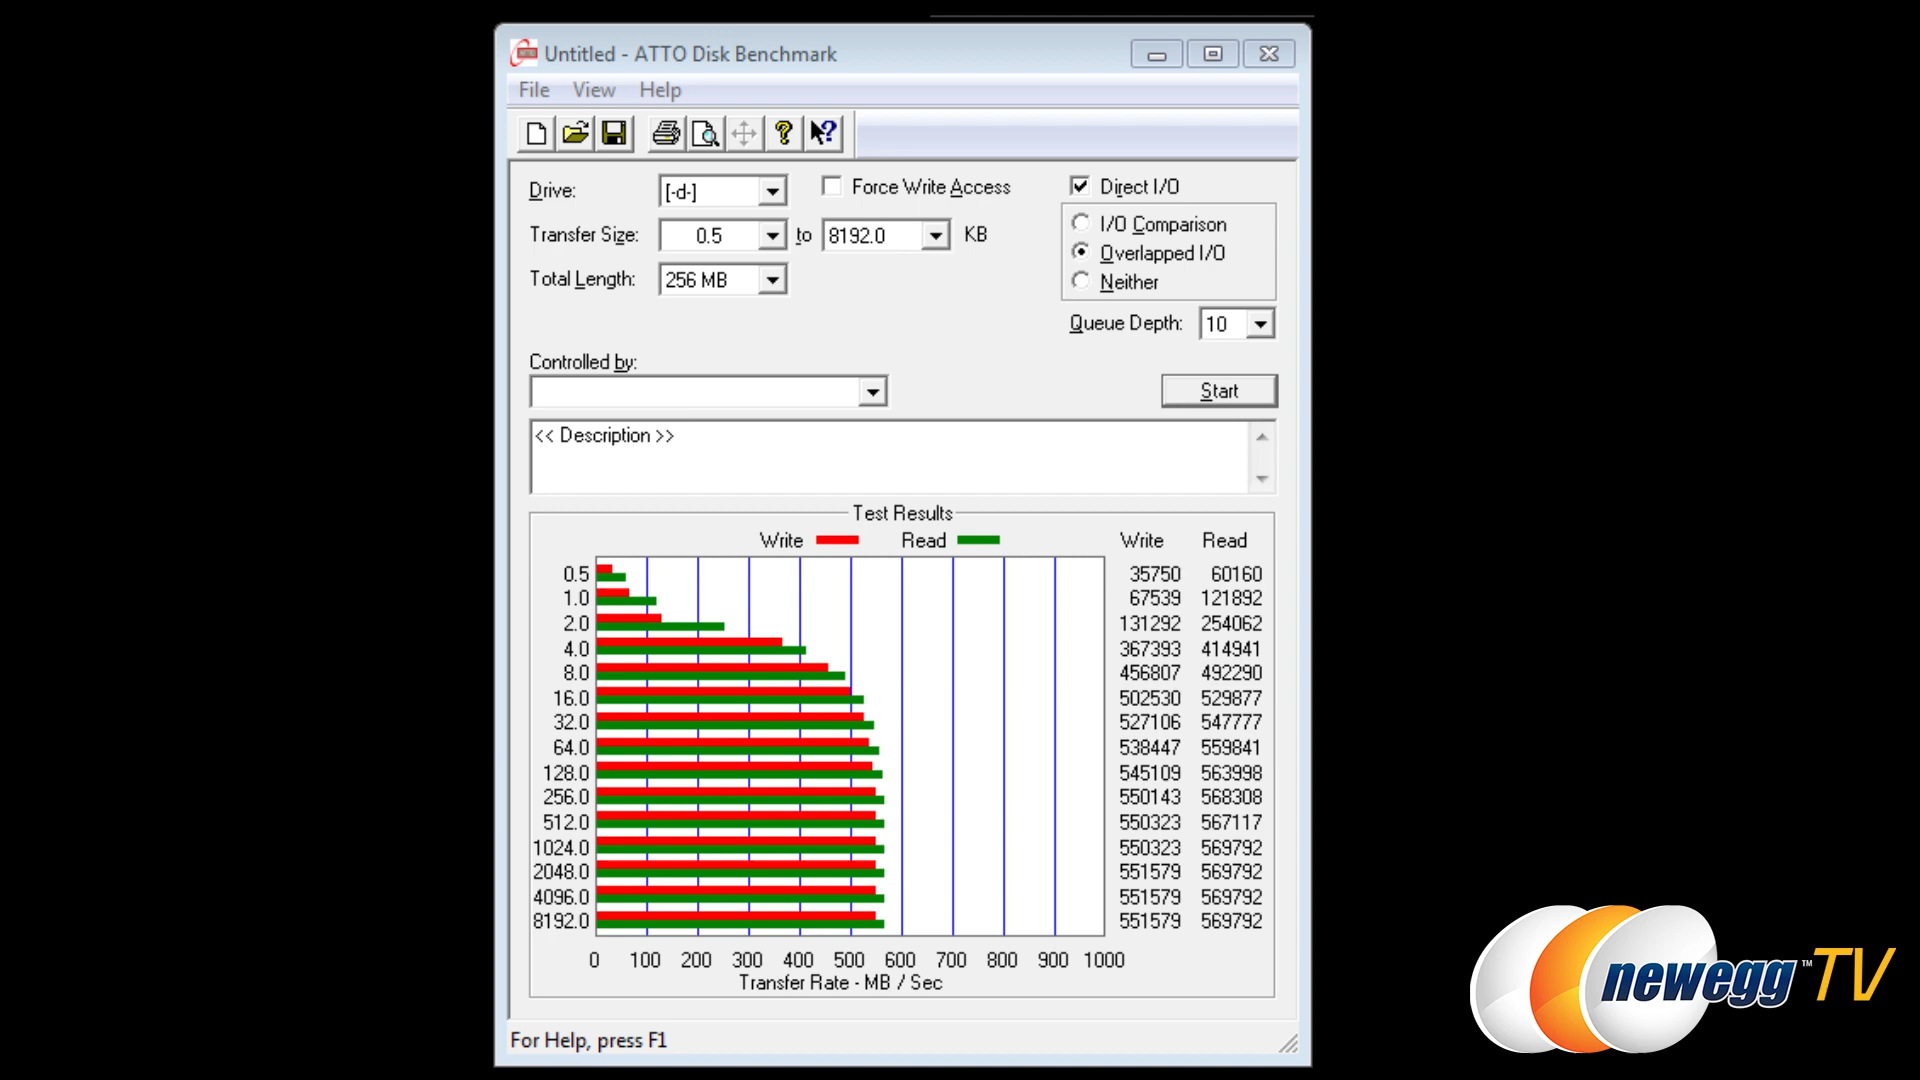 Untitled - ATTO Disk Benchmark
File View Help
Drive: [-d-] Force Write Access Direct I/O
I/O Comparison
Transfer Size: 0.5 to 8192.0 KB
Overlapped I/O
Total Length: 256 MB
Neither
Queue Depth: 10
Controlled by:
Start
<< Description >>
Test Results
Write Read Write Read
0.5 35750 60160
1.0 67539 121892
2.0 131292 254062
4.0 367393 414941
8.0 456807 492290
16.0 502530 529877
32.0 527106 547777
64.0 538447 559841
128.0 545109 563998
256.0 550143 568308
512.0 550323 567117
1024.0 550323 569792
2048.0 551579 569792
4096.0 551579 569792
8192.0 551579 569792
0 100 200 300 400 500 600 700 800 900 1000
Transfer Rate - MB / Sec
For Help, press F1
newegg™ TV